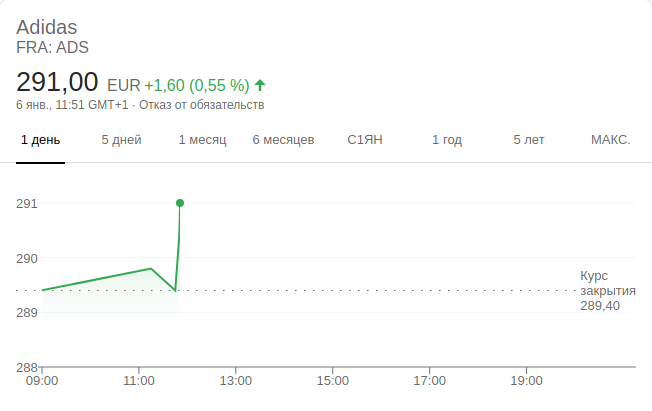 Adidas
FRA: ADS
291,00 EUR +1,60 (0,55 %)
6 янв., 11:51 GMT+1 · Отказ от обязательств
1 день 5 дней 1 месяц 6 месяцев С1ЯН 1 год 5 лет МАКС.
291
290
Курс
закрытия
289,40
289
288
09:00 11:00 13:00 15:00 17:00 19:00